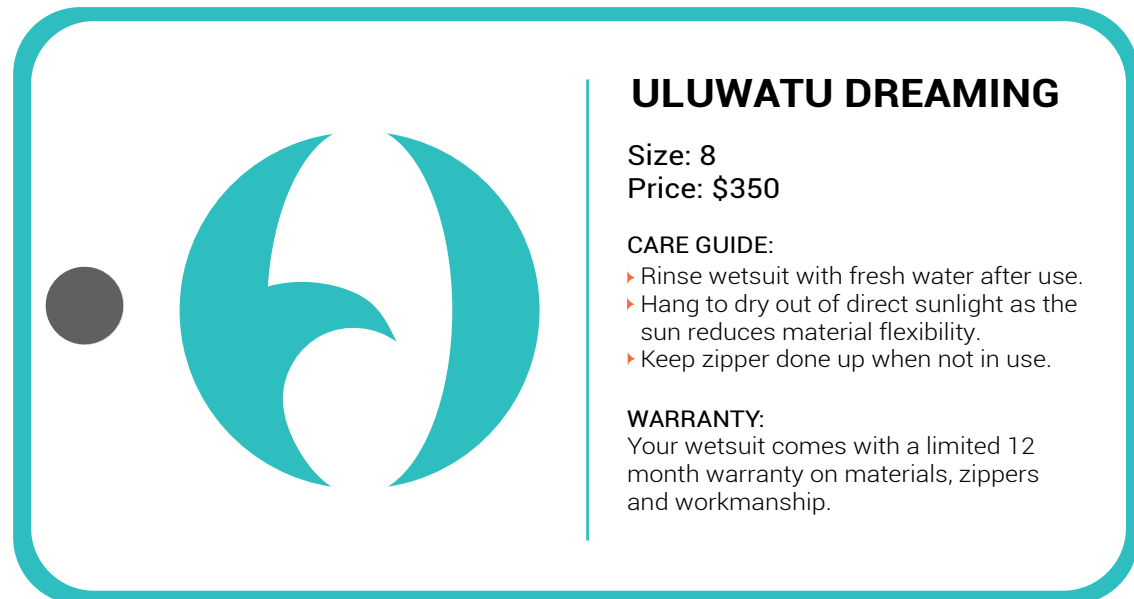 ULUWATU DREAMING
Size: 8
Price: $350
CARE GUIDE:
Rinse wetsuit with fresh water after use.
Hang to dry out of direct sunlight as the
sun reduces material flexibility.
Keep zipper done up when not in use.
WARRANTY:
Your wetsuit comes with a limited 12
month warranty on materials, zippers
and workmanship.